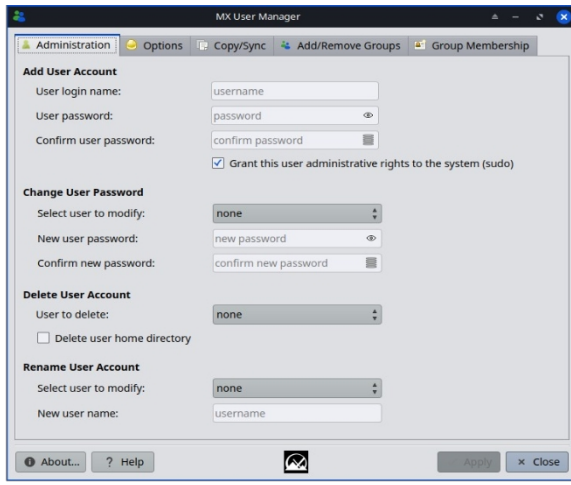 MX User Manager
Administration Options Copy/Sync Add/Remove Groups Group Membership
Add User Account
User login name: username
User password: password
Confirm user password: confirm password
Grant this user administrative rights to the system (sudo)
Change User Password
Select user to modify: none
New user password: new password
Confirm new password: confirm new password
Delete User Account
User to delete: none
Delete user home directory
Rename User Account
Select user to modify: none
New user name: username
About... ? Help Apply Close